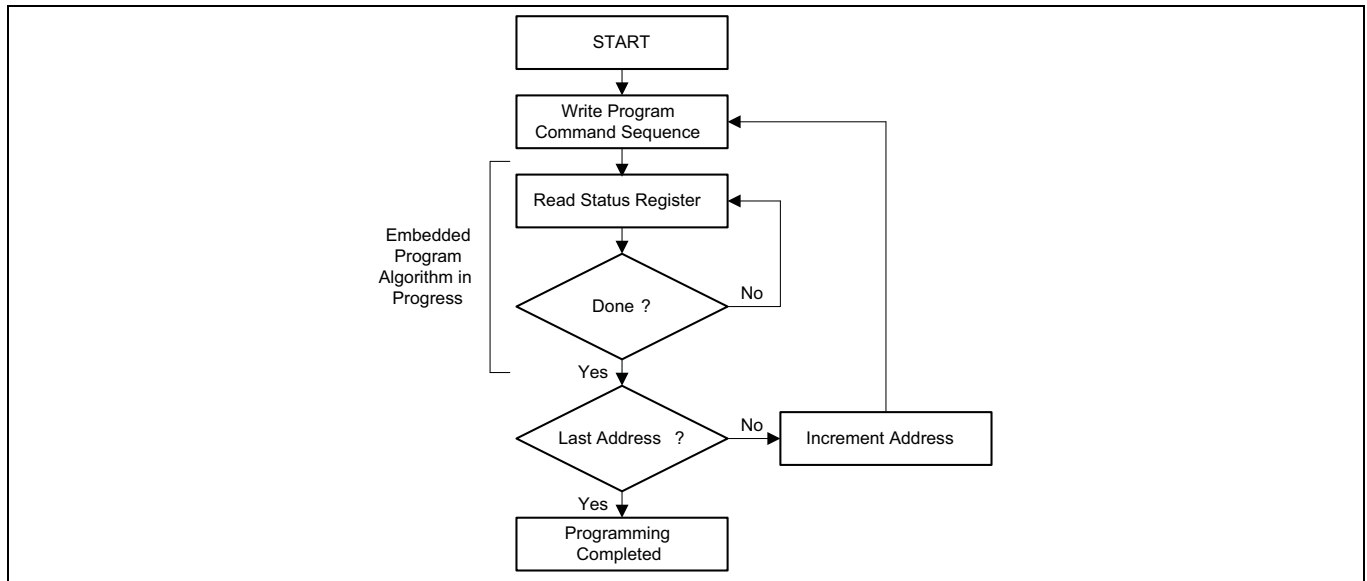 START
Write Program
Command Sequence
Read Status Register
Embedded
Program
Algorithm in
Progress
Done ?
No
Yes
Last Address ?
No
Increment Address
Yes
Programming
Completed